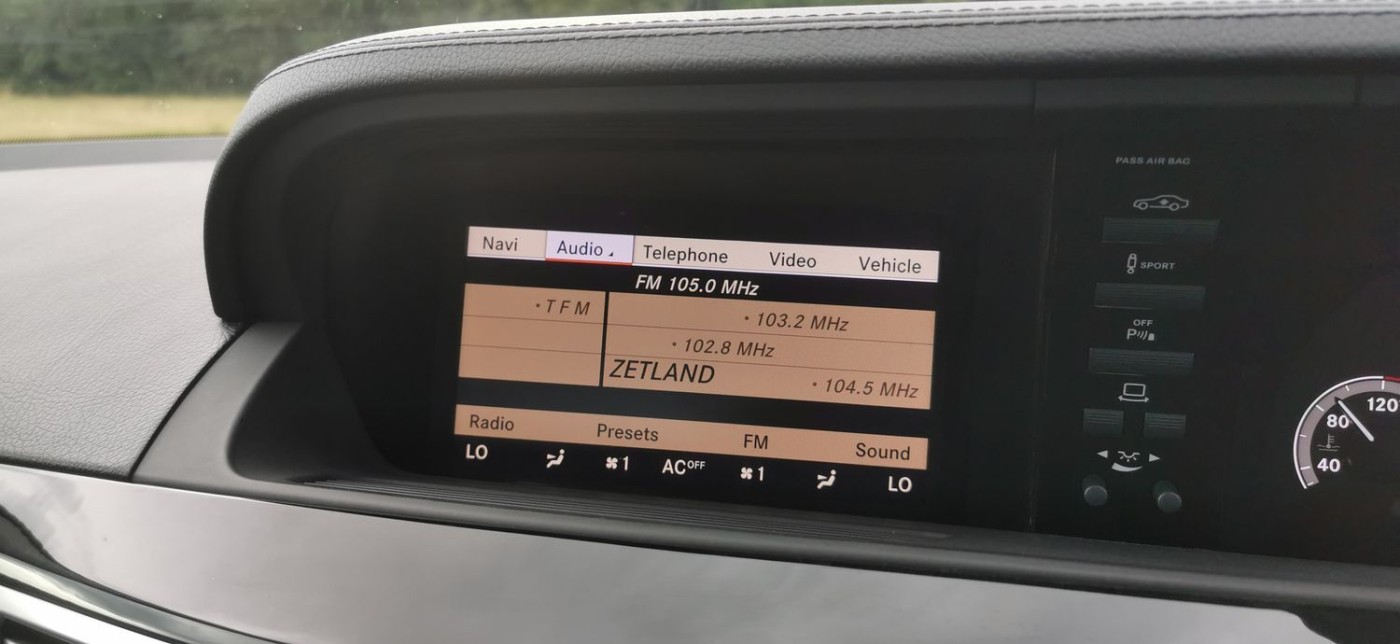 Navi Audio Telephone Video Vehicle
FM 105.0 MHz
· T F M
· 103.2 MHz
· 102.8 MHz
ZETLAND
· 104.5 MHz
Radio Presets FM Sound
LO 1 AC OFF 1 LO
PASS AIR BAG
SPORT
OFF
P
120
80
40